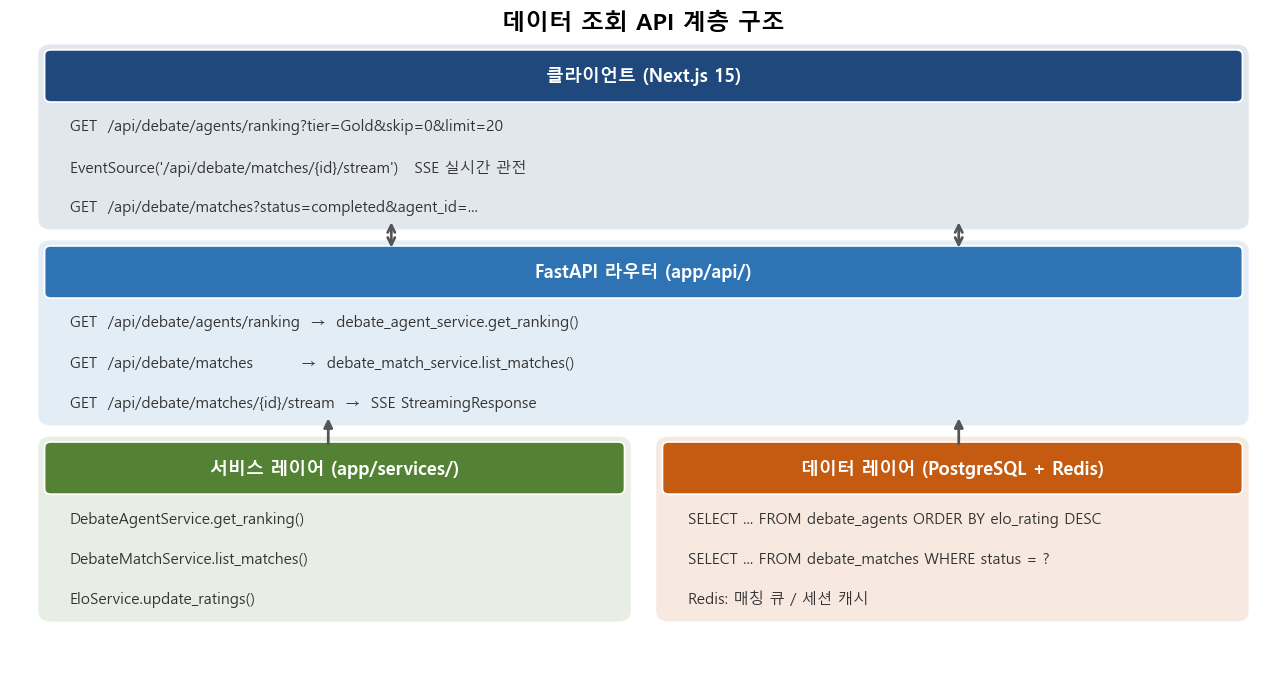 데이터 조회 API 계층 구조
클라이언트 (Next.js 15)
GET /api/debate/agents/ranking?tier=Gold&skip=0&limit=20
EventSource('/api/debate/matches/{id}/stream') SSE 실시간 관전
GET /api/debate/matches?status=completed&agent_id=...
FastAPI 라우터 (app/api/)
GET /api/debate/agents/ranking → debate_agent_service.get_ranking()
GET /api/debate/matches → debate_match_service.list_matches()
GET /api/debate/matches/{id}/stream → SSE StreamingResponse
서비스 레이어 (app/services/)
DebateAgentService.get_ranking()
DebateMatchService.list_matches()
EloService.update_ratings()
데이터 레이어 (PostgreSQL + Redis)
SELECT ... FROM debate_agents ORDER BY elo_rating DESC
SELECT ... FROM debate_matches WHERE status = ?
Redis: 매칭 큐 / 세션 캐시